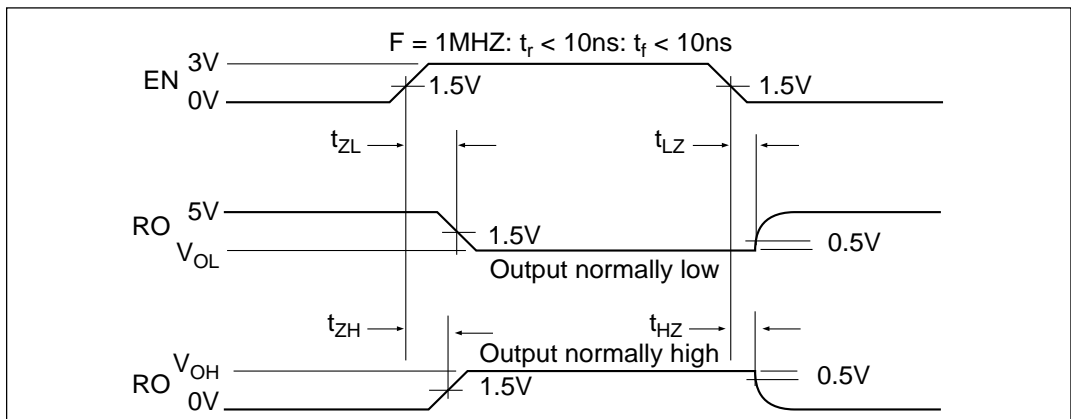 F = 1MHZ: tr < 10ns: tf < 10ns
3V
EN
0V
1.5V
1.5V
tZL
tLZ
5V
RO
VOL
1.5V
0.5V
Output normally low
tZH
tHZ
Output normally high
VOH
RO
0V
1.5V
0.5V